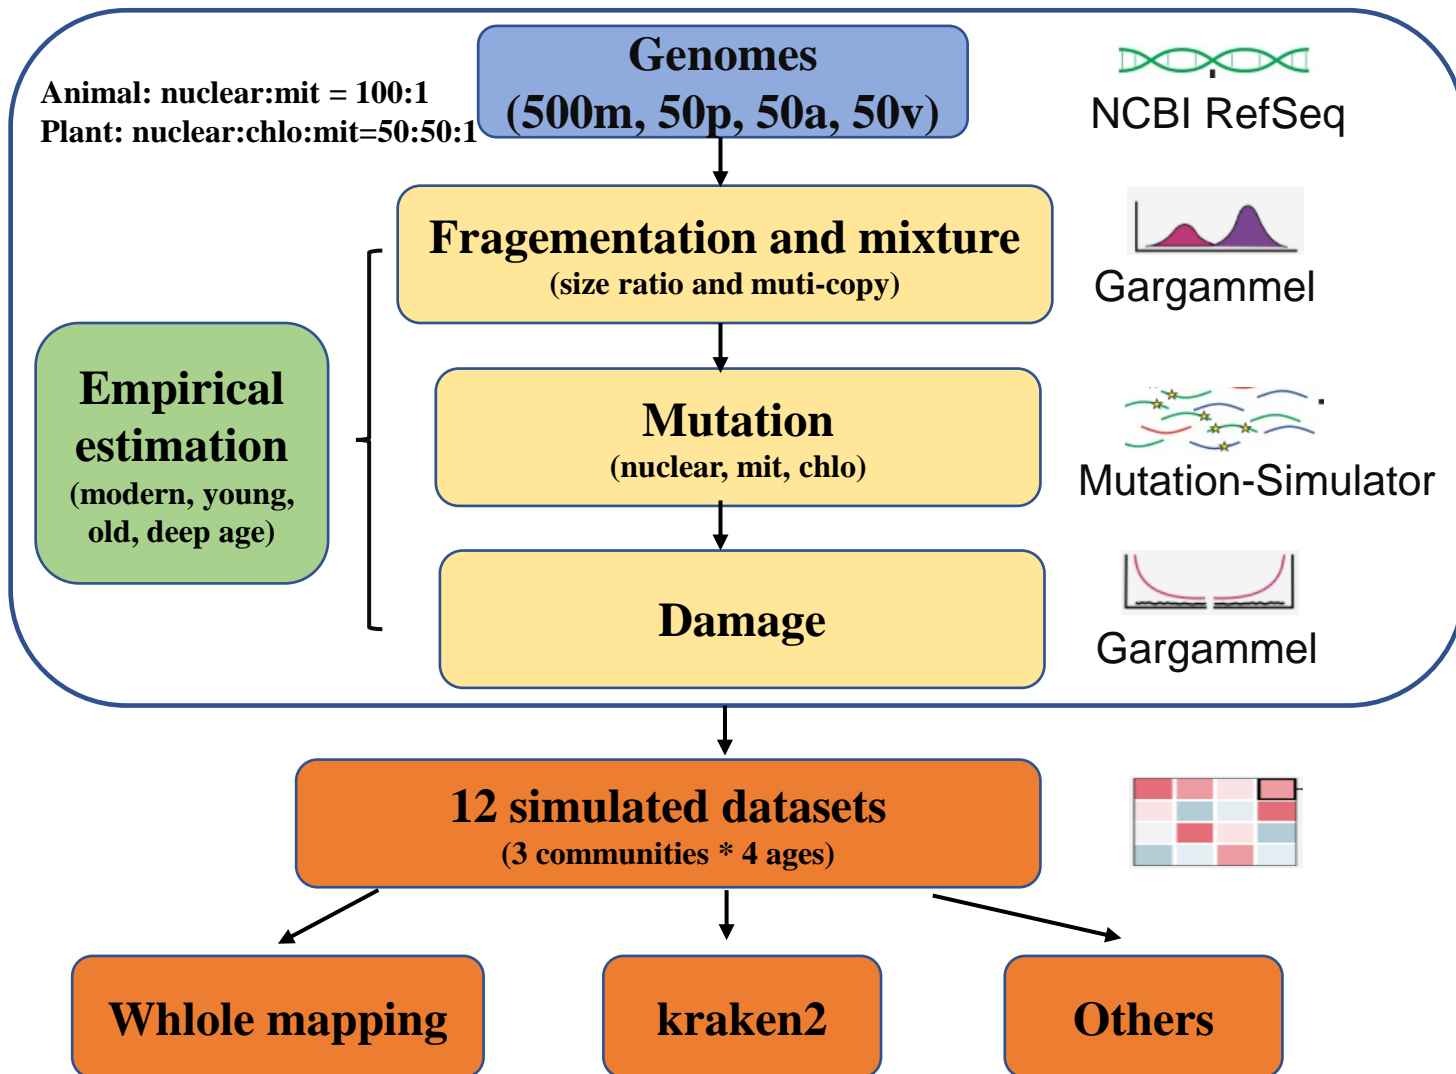 Genomes
(500m, 50p, 50a, 50v)
Animal: nuclear:mit = 100:1
Plant: nuclear:chlo:mit=50:50:1
NCBI RefSeq
Fragementation and mixture
(size ratio and muti-copy)
Gargammel
Empirical
estimation
(modern, young,
old, deep age)
Mutation
(nuclear, mit, chlo)
Mutation-Simulator
Damage
Gargammel
12 simulated datasets
(3 communities * 4 ages)
Whlole mapping
kraken2
Others